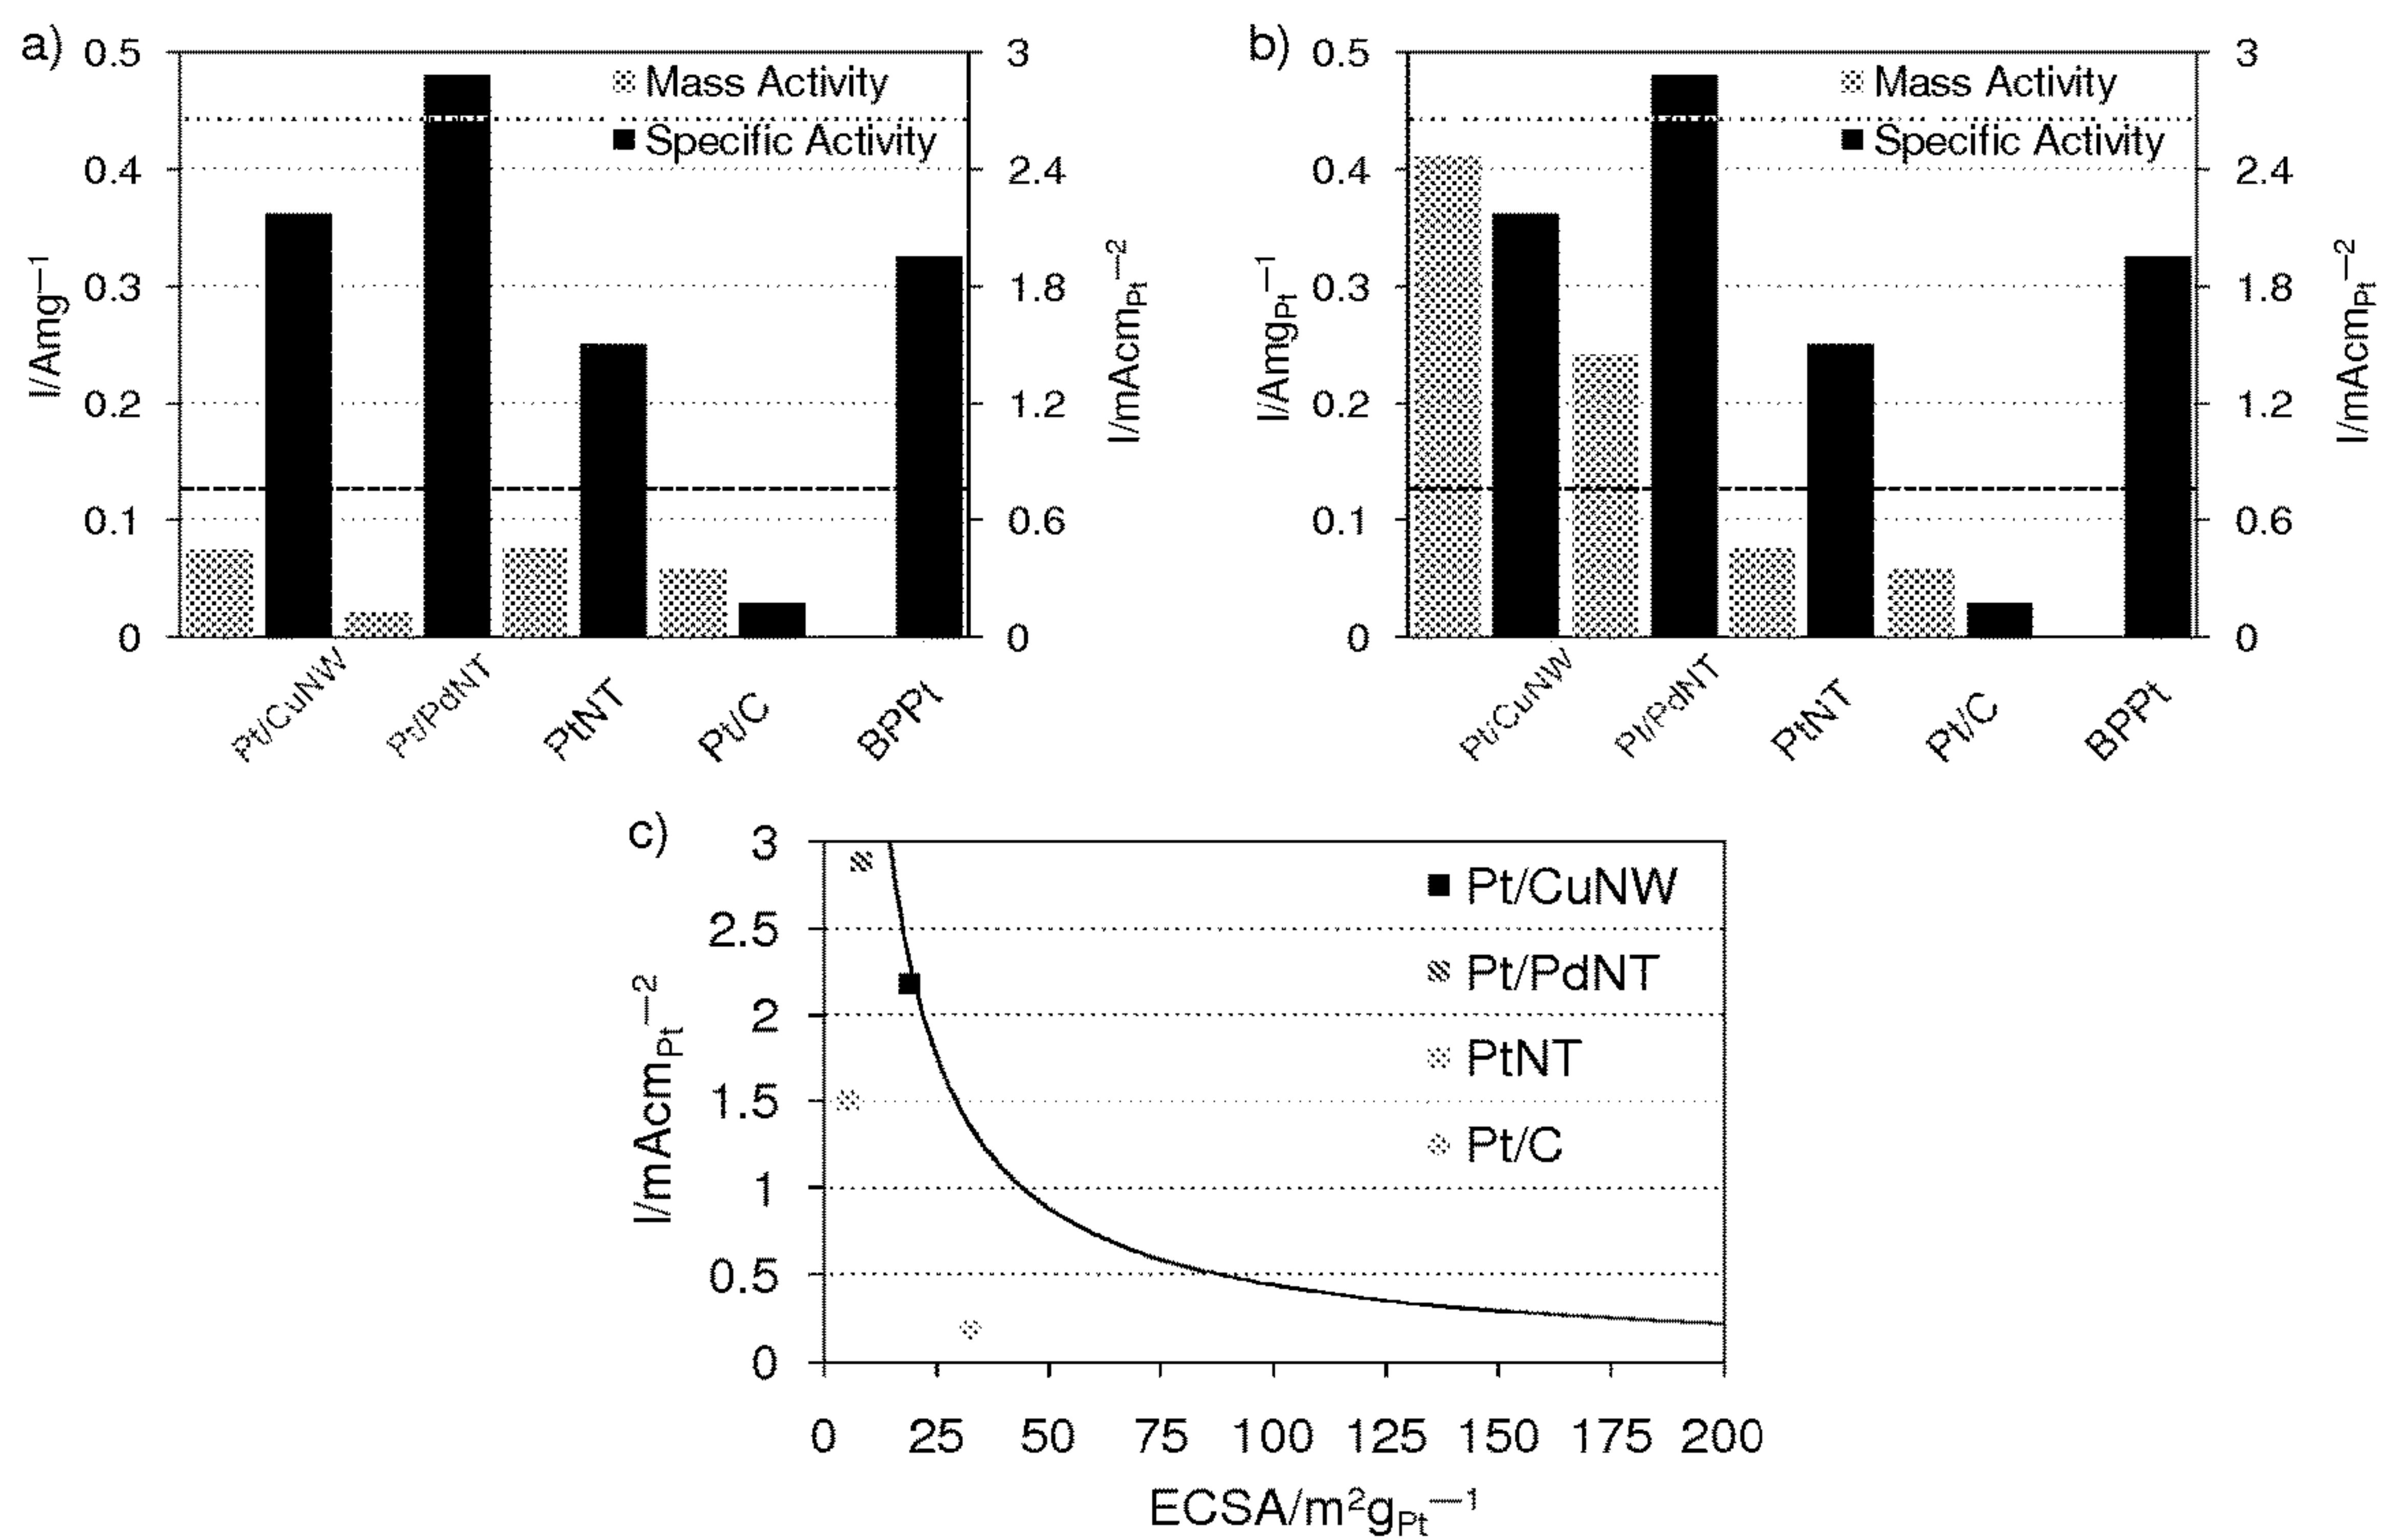 a)
0.5
0.4
0.3
0.2
0.1
0
I/Amg⁻¹
Mass Activity
Specific Activity
3
2.4
1.8
1.2
0.6
0
I/mAcm_Pt⁻²
Pt/CuNW
Pt/PdNT
PtNT
Pt/C
BPPt
b)
0.5
0.4
0.3
0.2
0.1
0
I/Amg_Pt⁻¹
Mass Activity
Specific Activity
3
2.4
1.8
1.2
0.6
0
I/mAcm_Pt⁻²
Pt/CuNW
Pt/PdNT
PtNT
Pt/C
BPPt
c)
3
2.5
2
1.5
1
0.5
0
I/mAcm_Pt⁻²
Pt/CuNW
Pt/PdNT
PtNT
Pt/C
0 25 50 75 100 125 150 175 200
ECSA/m²g_Pt⁻¹